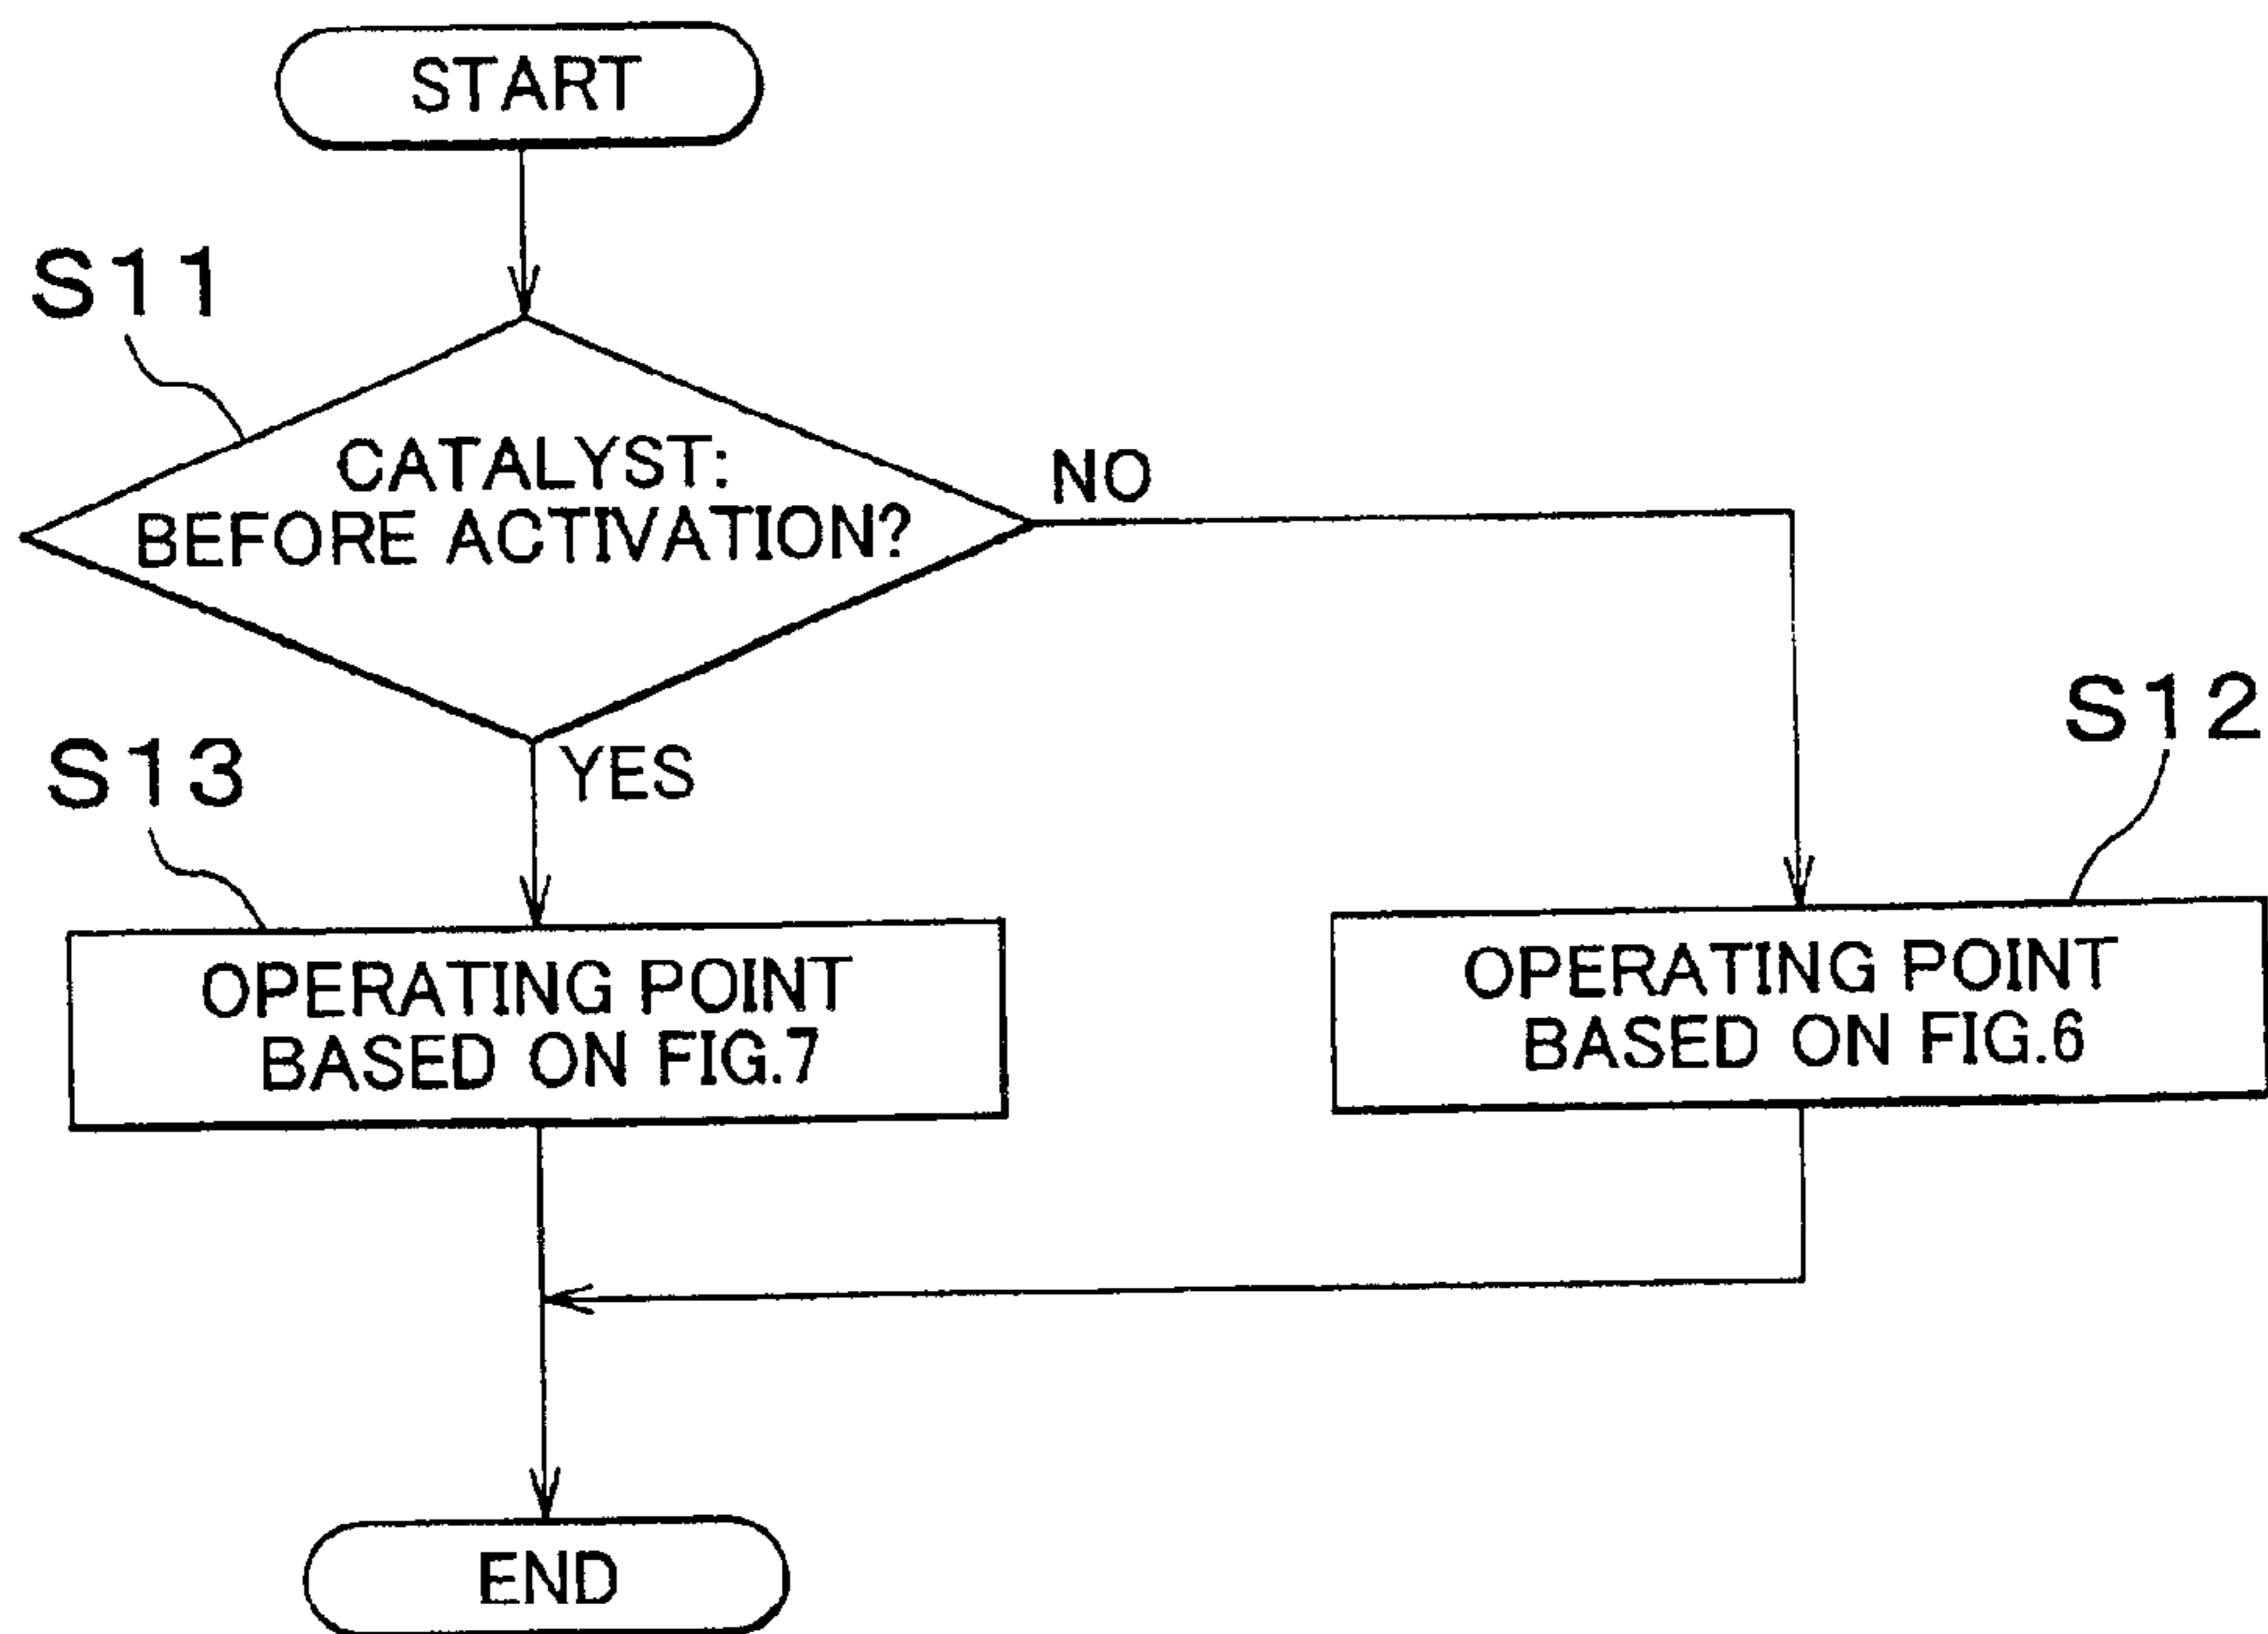 START
S11
CATALYST:
BEFORE ACTIVATION?
NO
YES
S13
S12
OPERATING POINT
BASED ON FIG.7
OPERATING POINT
BASED ON FIG.6
END